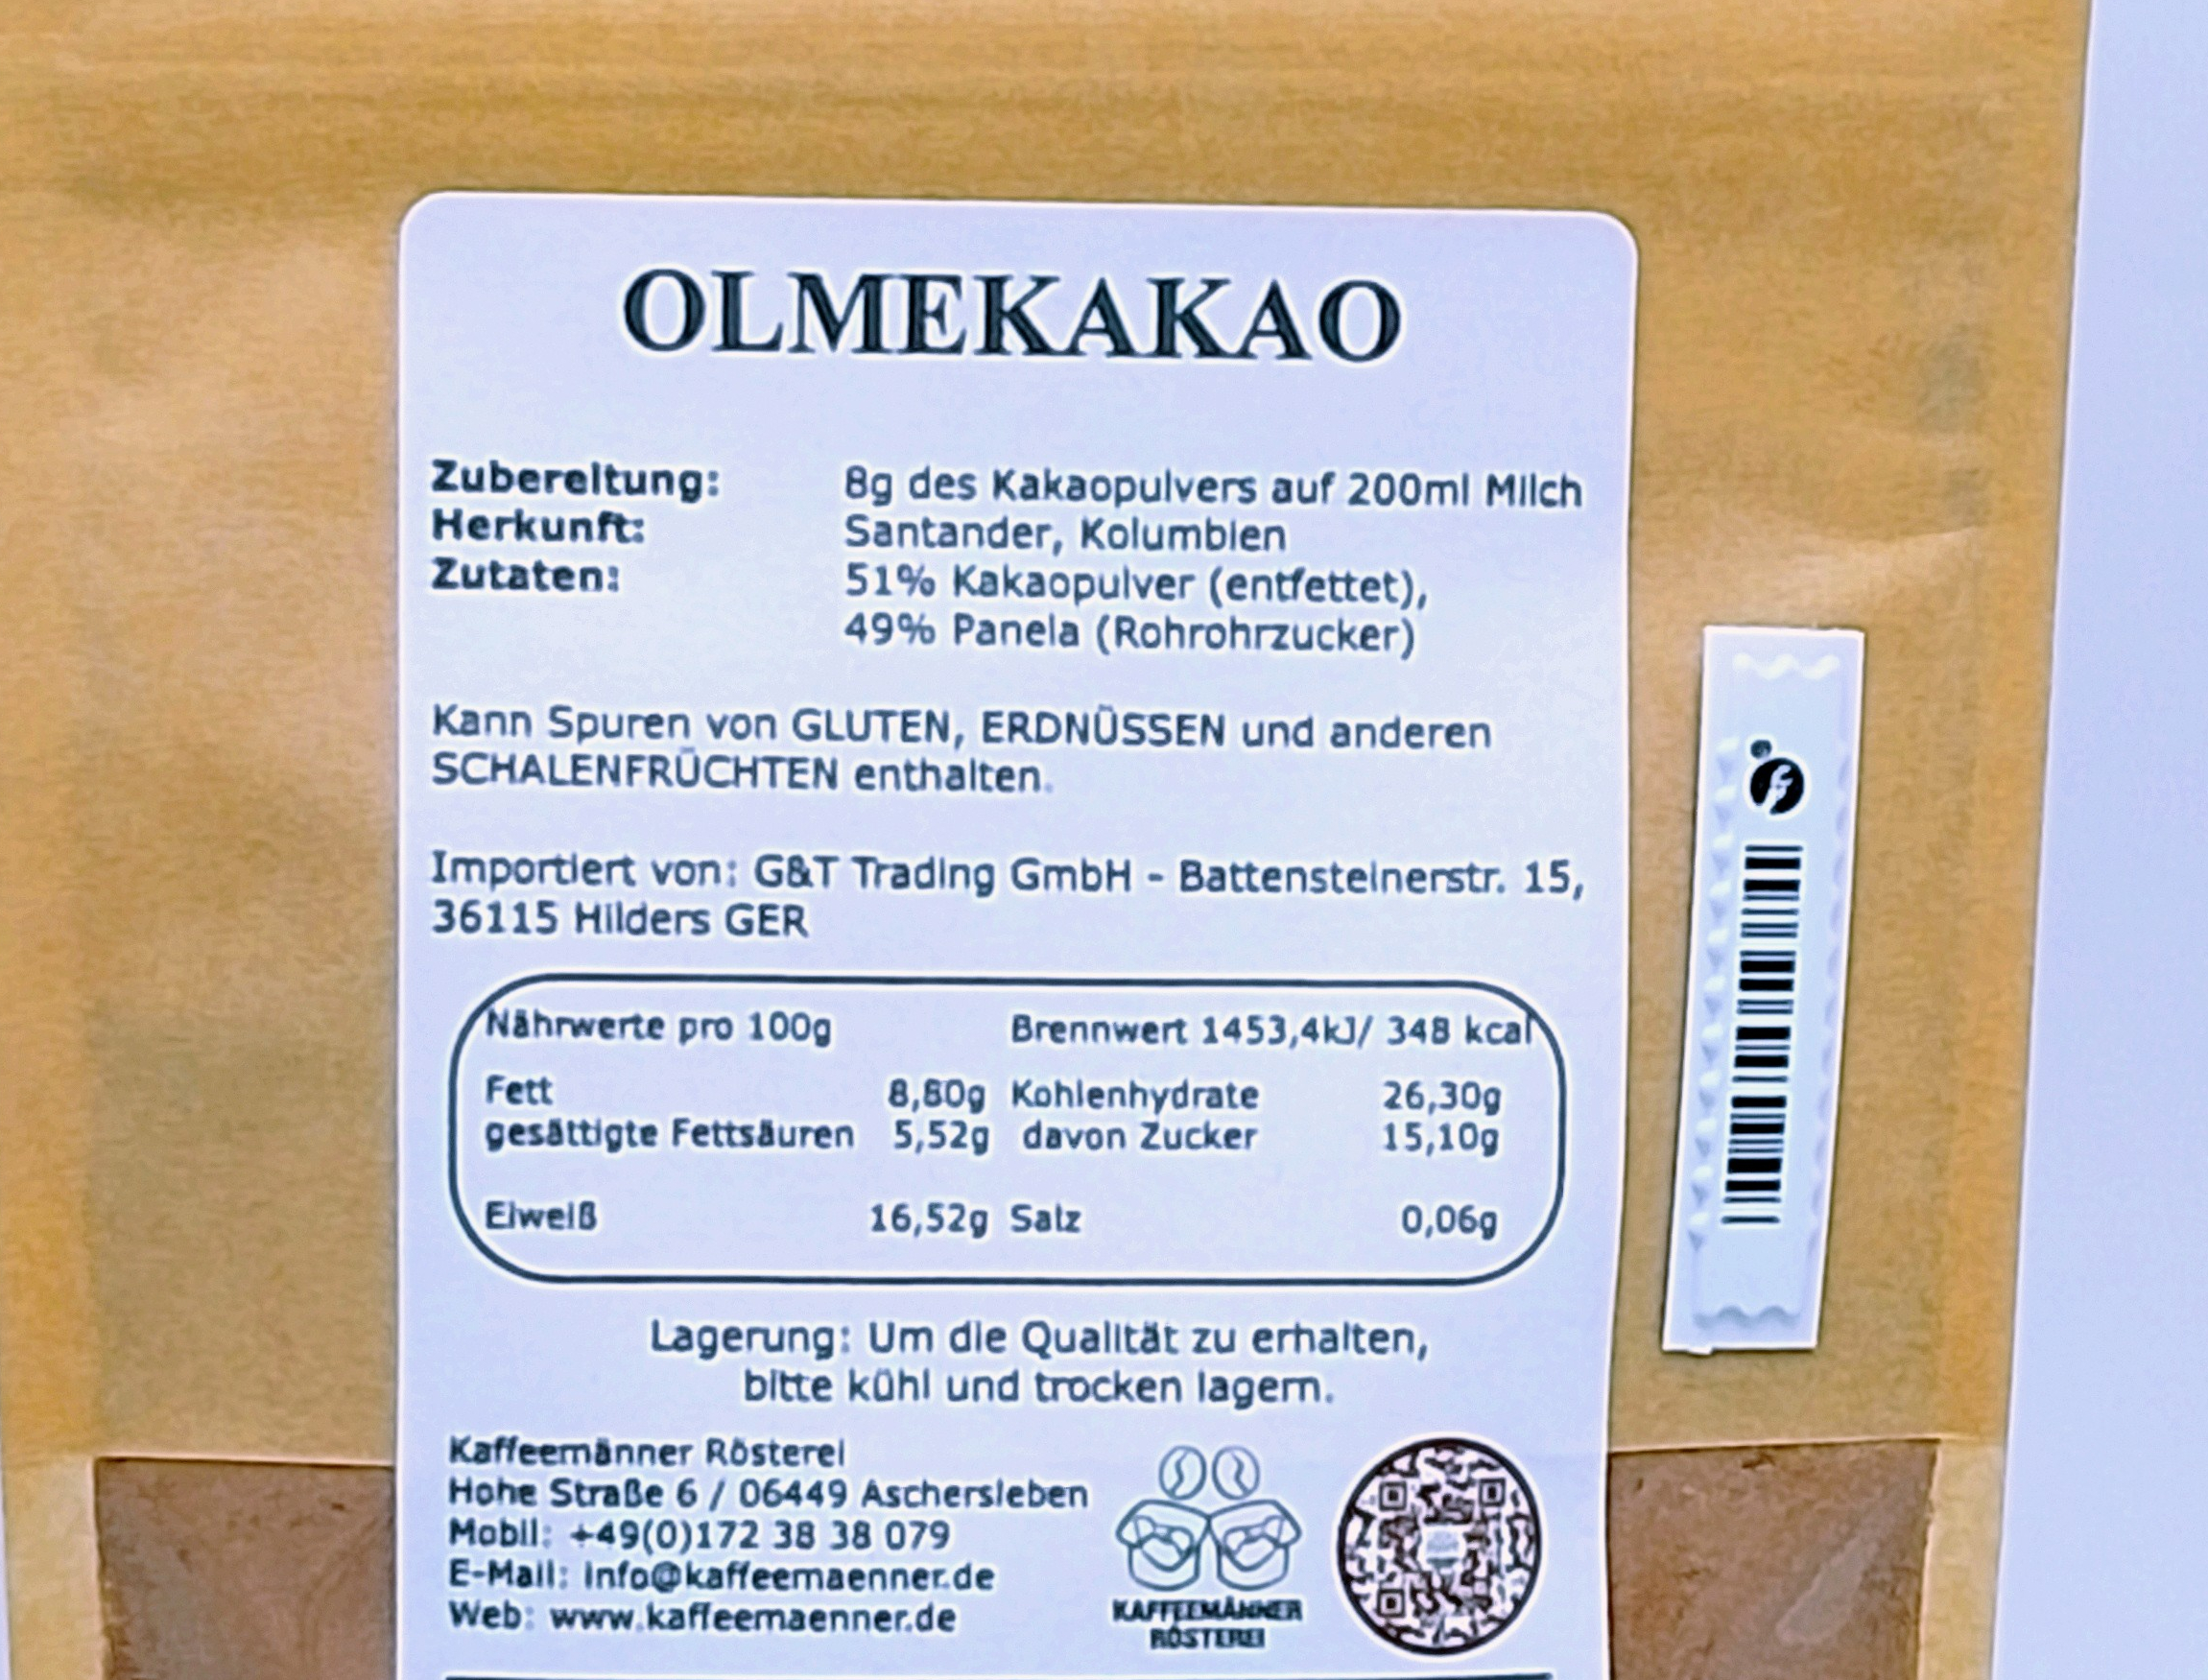 OLMEKAKAO
Zubereitung: 8g des Kakaopulvers auf 200ml Milch
Herkunft: Santander, Kolumbien
Zutaten: 51% Kakaopulver (entfettet),
49% Panela (Rohrohrzucker)
Kann Spuren von GLUTEN, ERDNÜSSEN und anderen
SCHALENFRÜCHTEN enthalten.
Importiert von: G&T Trading GmbH - Battensteinerstr. 15,
36115 Hilders GER
Nährwerte pro 100g Brennwert 1453,4kJ/ 348 kcal
Fett Kohlenhydrate 26,30g
gesättigte Fettsäuren 5,52g davon Zucker 15,10g
Eiweiß 16,52g Salz 0,06g
Lagerung: Um die Qualität zu erhalten,
bitte kühl und trocken lagern.
Kaffeemänner Rösterei
Hohe Straße 6 / 06449 Aschersleben
Mobil: +49(0)172 38 38 079
E-Mail: info@kaffeemaenner.de
Web: www.kaffeemaenner.de
KAFFEEMÄNNER
RÖSTEREI